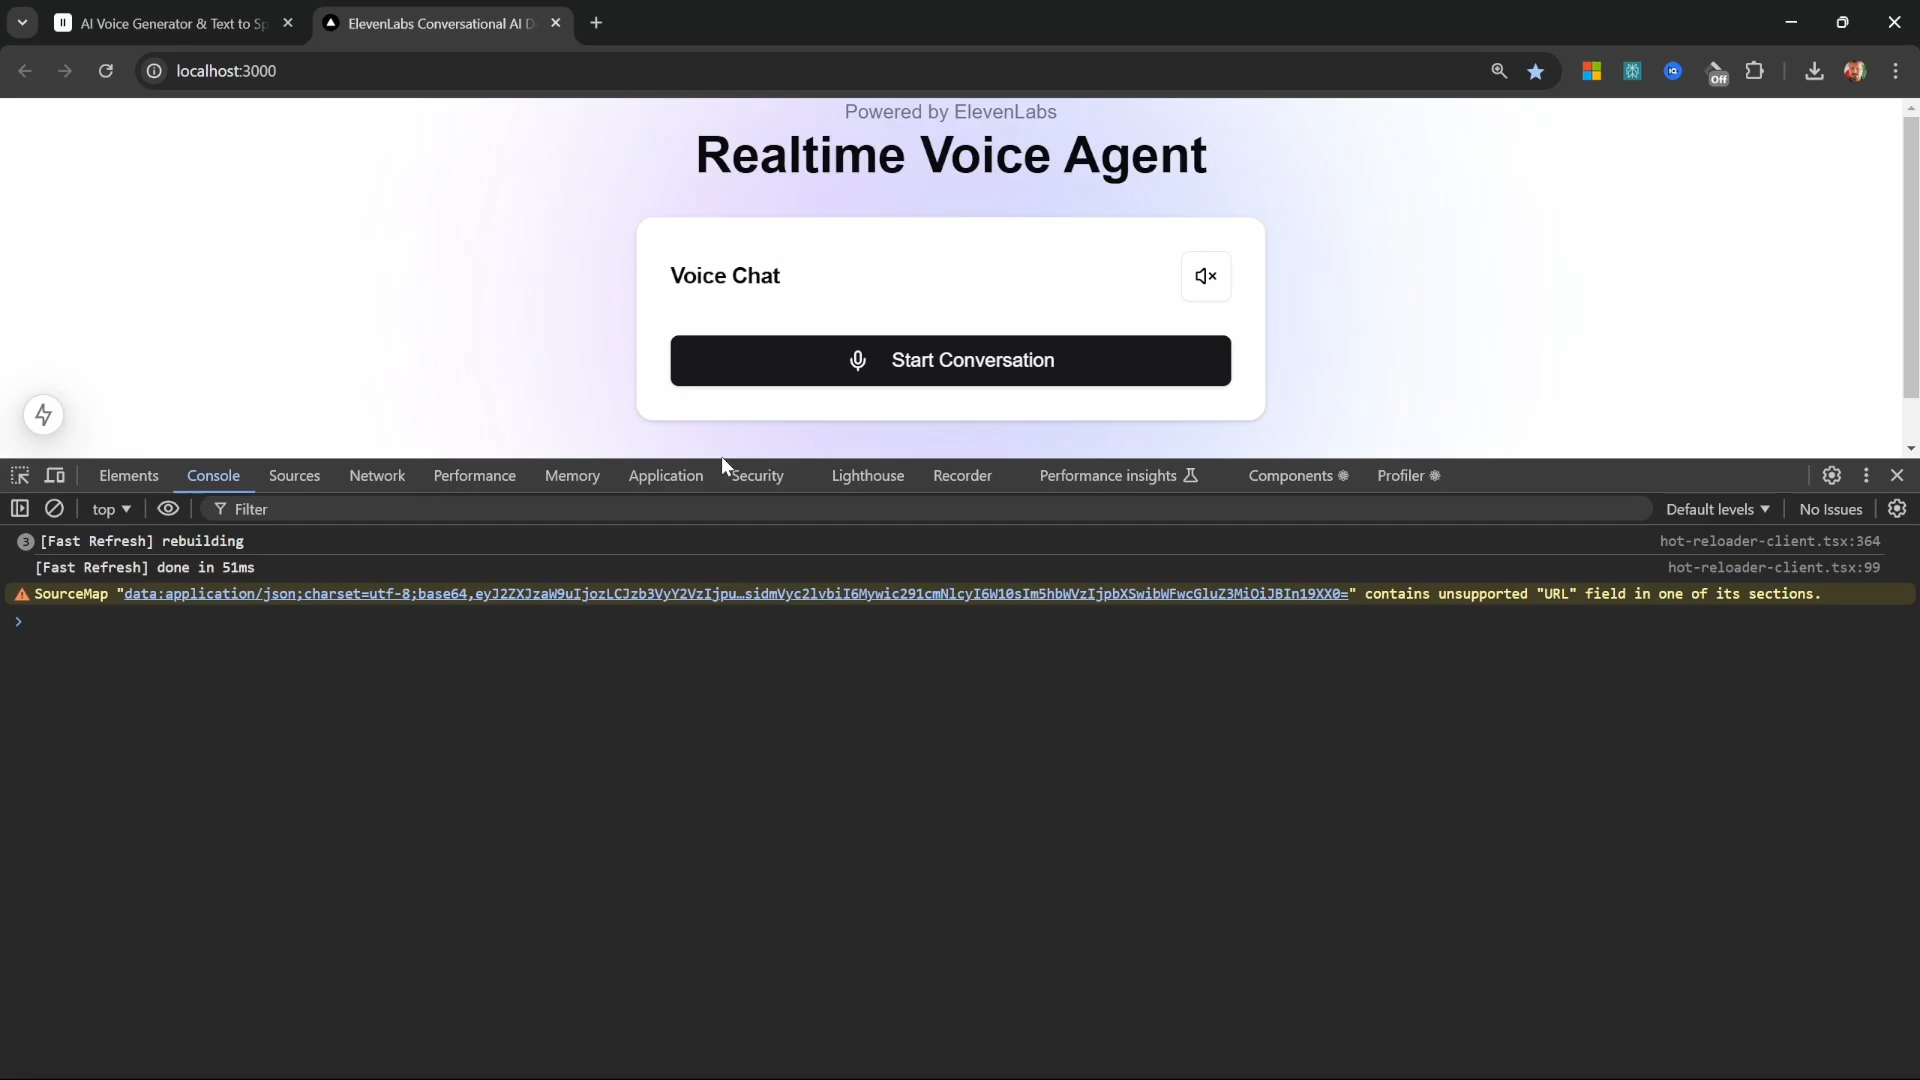 AI Voice Generator & Text to Sp
ElevenLabs Conversational AI D
localhost:3000
Off
Powered by ElevenLabs
Realtime Voice Agent
Voice Chat
Start Conversation
Elements Console Sources Network Performance Memory Application Security Lighthouse Recorder Performance insights Components Profiler
top Filter Default levels No Issues
3 [Fast Refresh] rebuilding hot-reloader-client.tsx:364
[Fast Refresh] done in 51ms hot-reloader-client.tsx:99
SourceMap "data:application/json;charset=utf-8;base64,eyJ2ZXJzaW9uIjozLCJzb3VyY2VzIjpu…sidmVyc2lvbiI6Mywic291cmNlcyI6W10sIm5hbWVzIjpbXSwibWFwcGluZ3MiOiJBIn19XX0=" contains unsupported "URL" field in one of its sections.